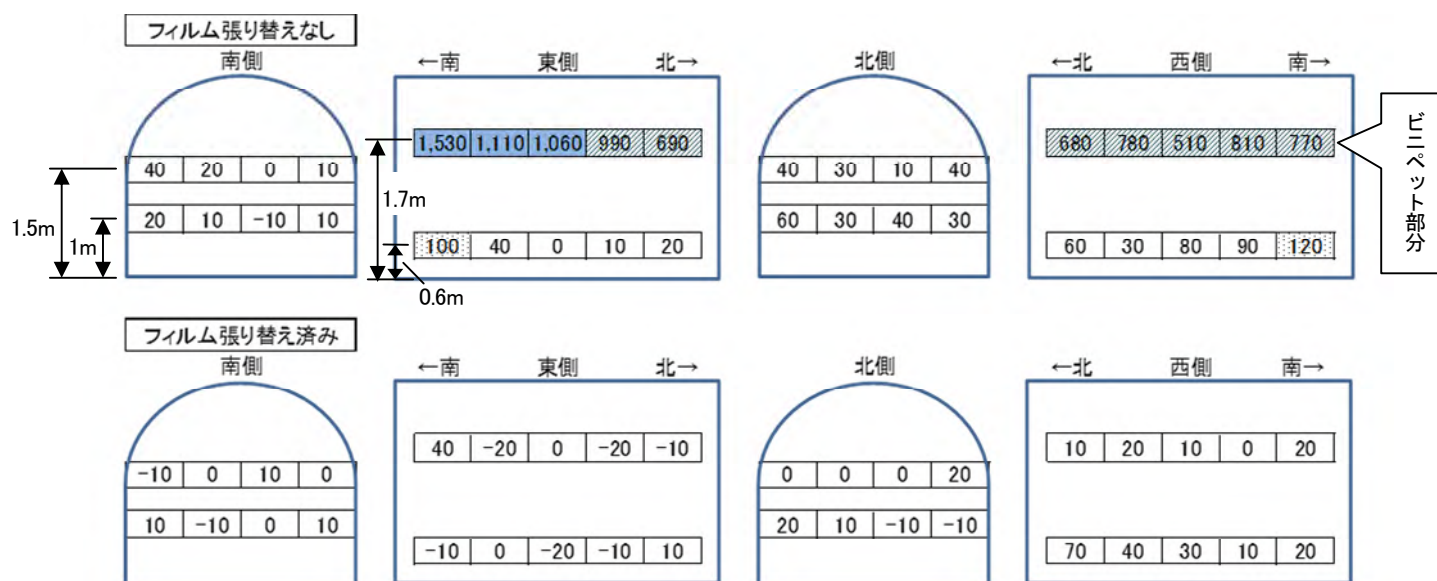 フィルム張り替えなし
南側
←南 東側 北→
北側
←北 西側 南→
40 20 0 10
20 10 -10 10
1.5m
1m
1,530 1,110 1,060 990 690
1.7m
100 40 0 10 20
0.6m
40 30 10 40
60 30 40 30
680 780 510 810 770
60 30 80 90 120
ビニペット部分
フィルム張り替え済み
南側
←南 東側 北→
北側
←北 西側 南→
-10 0 10 0
10 -10 0 10
40 -20 0 -20 -10
-10 0 -20 -10 10
0 0 0 20
20 10 -10 -10
10 20 10 0 20
70 40 30 10 20